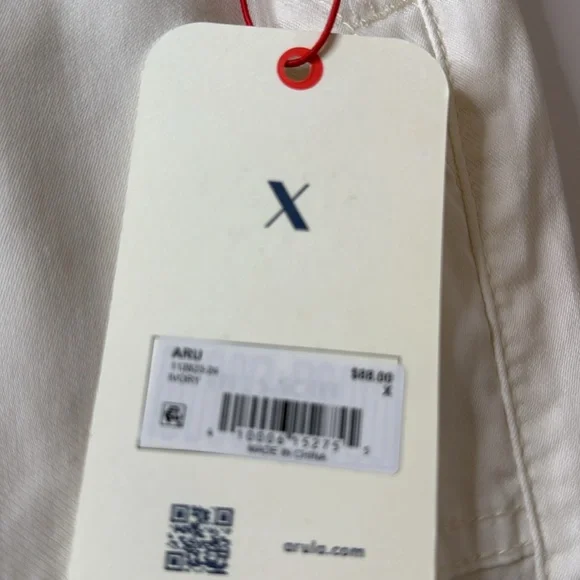 X
ARU
IVORY
$88.00
X
MADE IN CHINA
arula.com